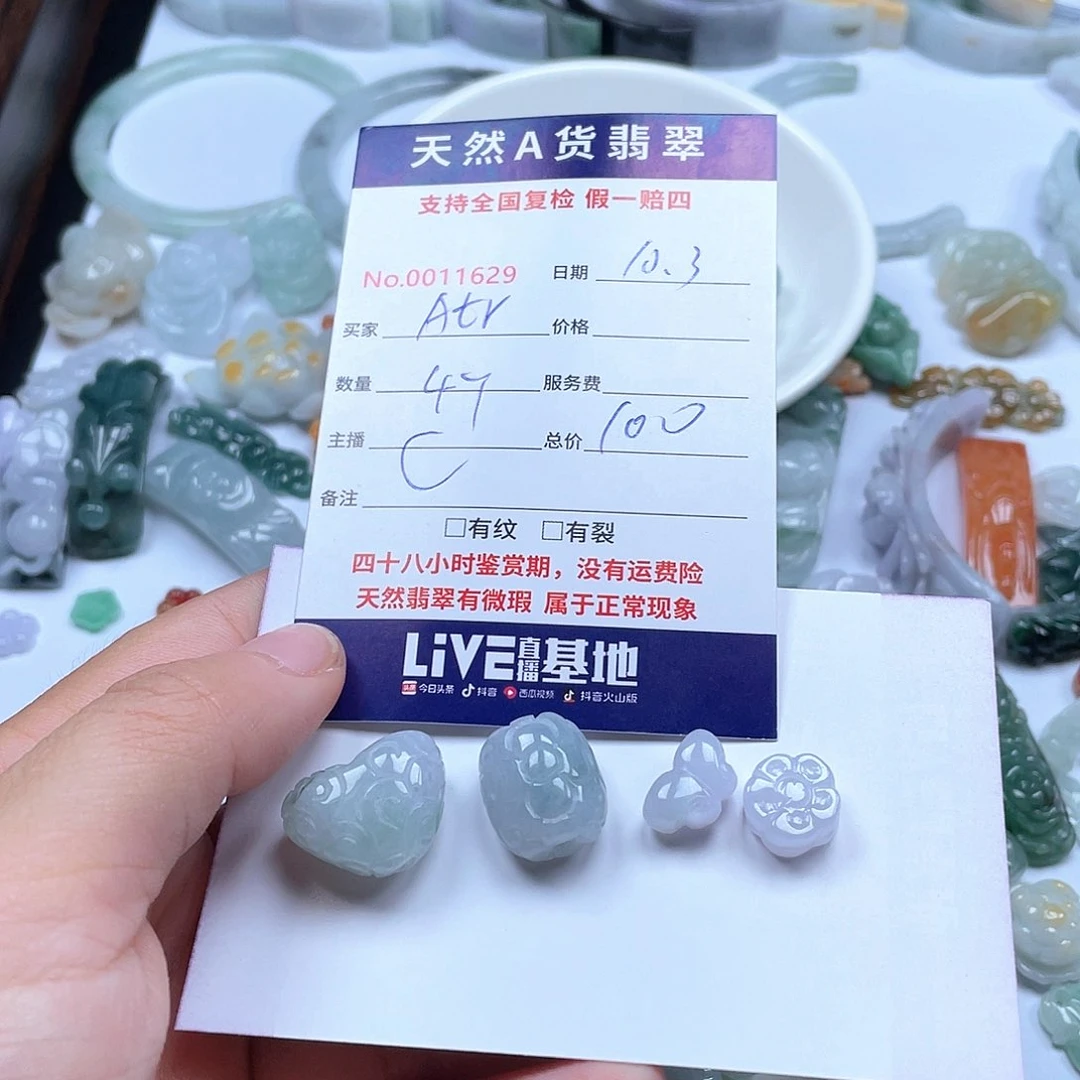 天然A货翡翠
支持全国复检 假一赔四
No.0011629 日期 10.3
买家 Atr 价格
数量 4 服务费
主播 C 总价 100
备注
□有纹 □有裂
四十八小时鉴赏期，没有运费险
天然翡翠有微瑕 属于正常现象
LiVE直播基地
头条 今日头条 抖音 西瓜视频 抖音火山版